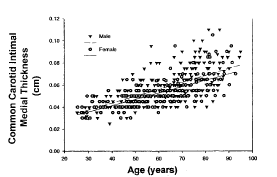 Common Carotid Intimal
Medial Thickness
(cm)
0.12
0.10
0.08
0.06
0.04
0.02
0.00
Male
Female
20 30 40 50 60 70 80 90 100
Age (years)